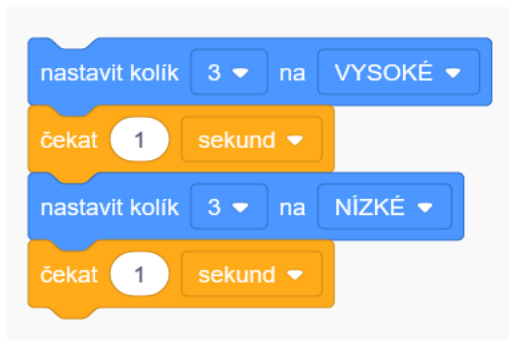 nastavit kolík 3 na VYSOKÉ
čekat 1 sekund
nastavit kolík 3 na NÍZKÉ
čekat 1 sekund